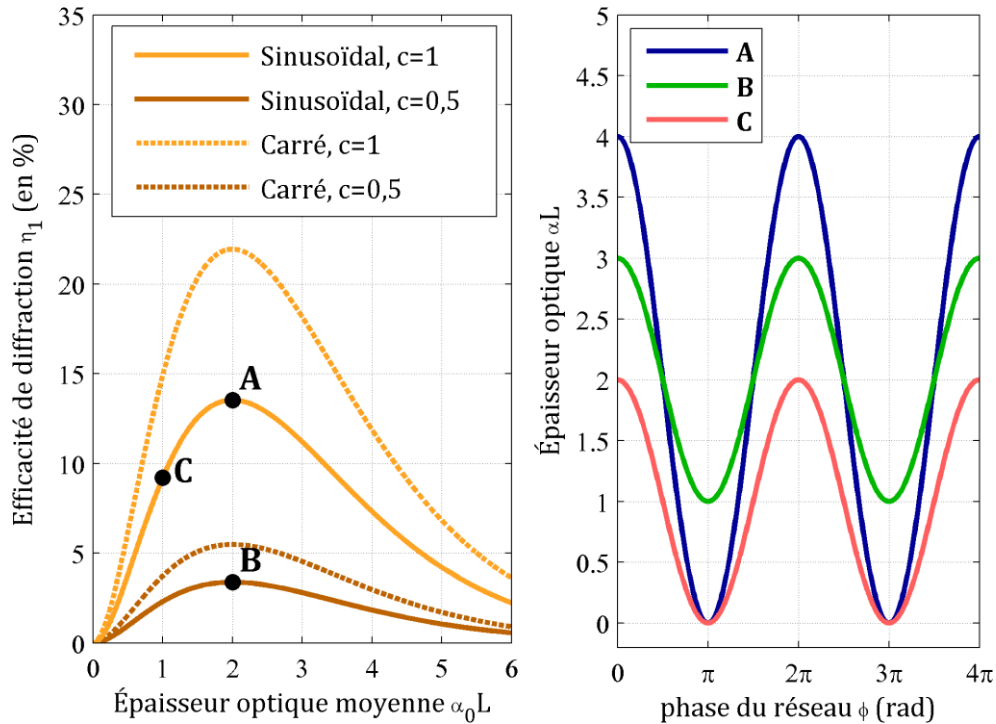 35
30
25
20
15
10
5
0
Efficacité de diffraction η₁ (en %)
Sinusoïdal, c=1
Sinusoïdal, c=0,5
Carré, c=1
Carré, c=0,5
A
C
B
0 1 2 3 4 5 6
Épaisseur optique moyenne α₀L
5
4.5
4
3.5
3
2.5
2
1.5
1
0.5
0
Épaisseur optique αL
A
B
C
0 π 2π 3π 4π
phase du réseau ϕ (rad)